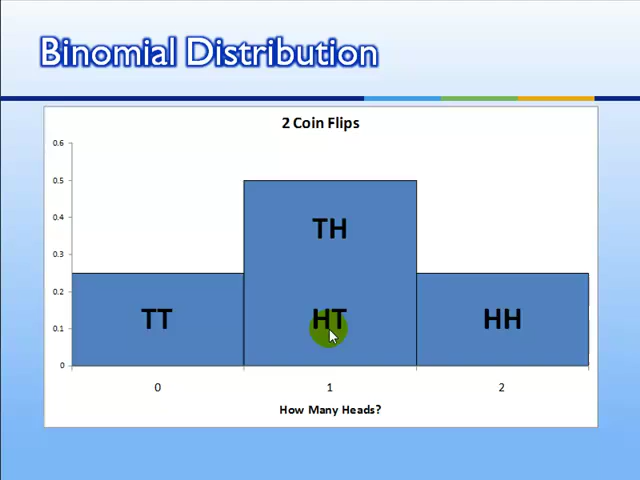 Binomial Distribution
2 Coin Flips
0.6
0.5
0.4
0.3
0.2
0.1
0
TH
TT
HT
HH
0
1
2
How Many Heads?